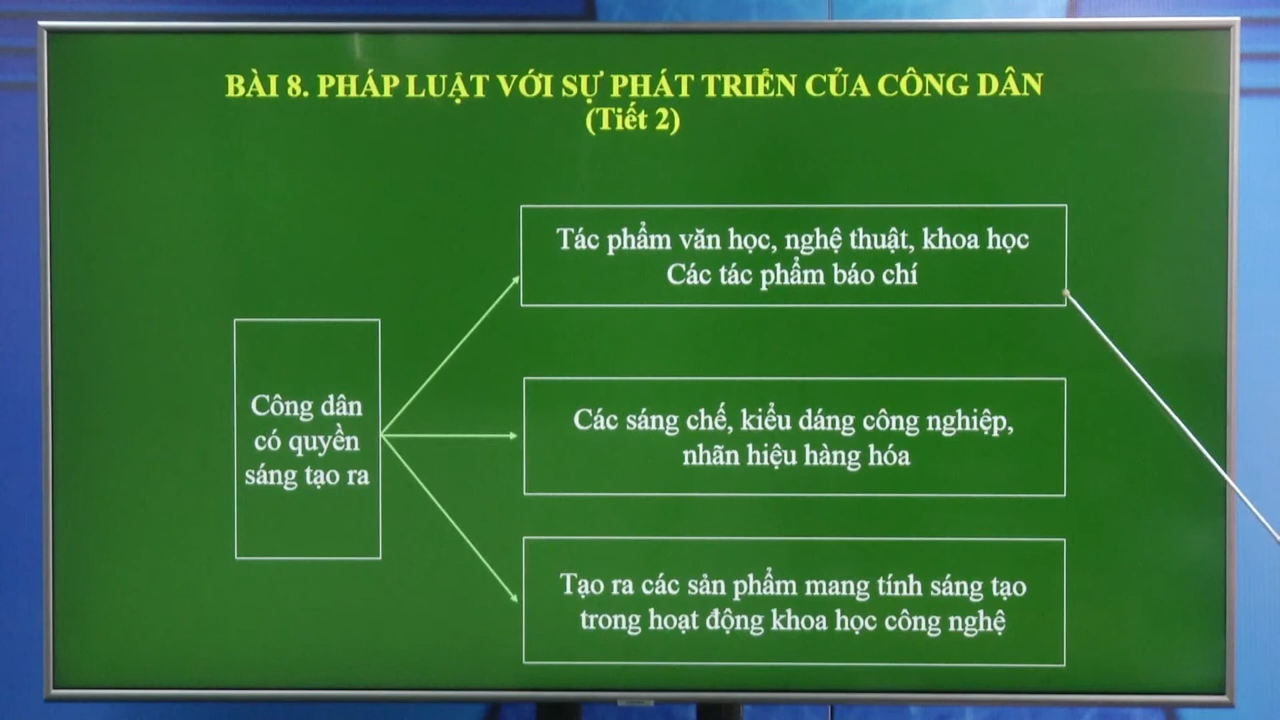 BÀI 8. PHÁP LUẬT VỚI SỰ PHÁT TRIỂN CỦA CÔNG DÂN
(Tiết 2)
Tác phẩm văn học, nghệ thuật, khoa học
Các tác phẩm báo chí
Công dân
có quyền
sáng tạo ra
Các sáng chế, kiểu dáng công nghiệp,
nhãn hiệu hàng hóa
Tạo ra các sản phẩm mang tính sáng tạo
trong hoạt động khoa học công nghệ